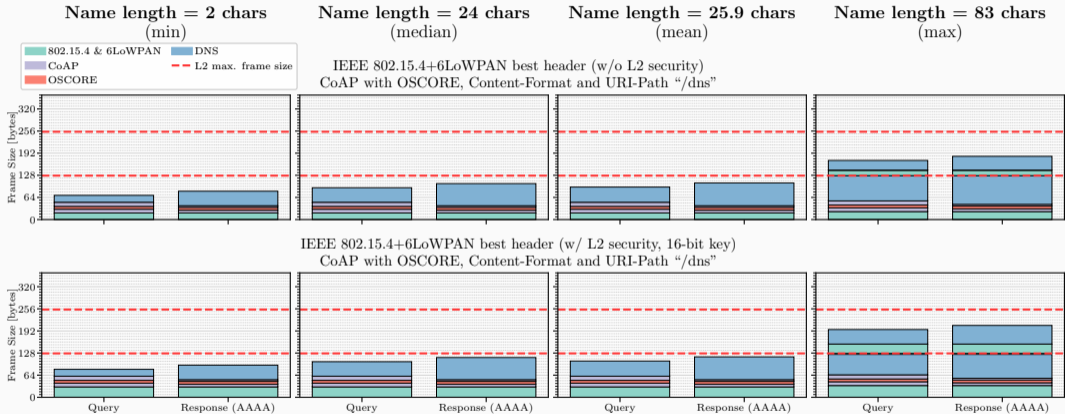 Name length = 2 chars
(min)
Name length = 24 chars
(median)
Name length = 25.9 chars
(mean)
Name length = 83 chars
(max)
802.15.4 & 6LoWPAN
CoAP
OSCORE
DNS
L2 max. frame size
IEEE 802.15.4+6LoWPAN best header (w/o L2 security)
CoAP with OSCORE, Content-Format and URI-Path “/dns”
Frame Size [bytes]
320
256
192
128
64
0
IEEE 802.15.4+6LoWPAN best header (w/ L2 security, 16-bit key)
CoAP with OSCORE, Content-Format and URI-Path “/dns”
Frame Size [bytes]
320
256
192
128
64
0
Query
Response (AAAA)
Query
Response (AAAA)
Query
Response (AAAA)
Query
Response (AAAA)